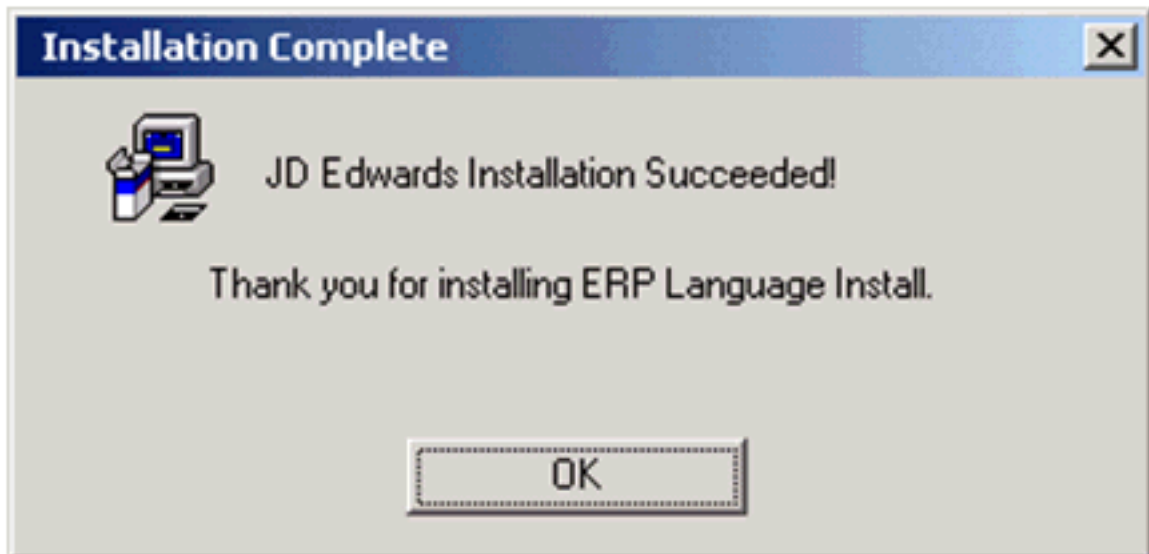 Installation Complete
JD Edwards Installation Succeeded!
Thank you for installing ERP Language Install.
OK